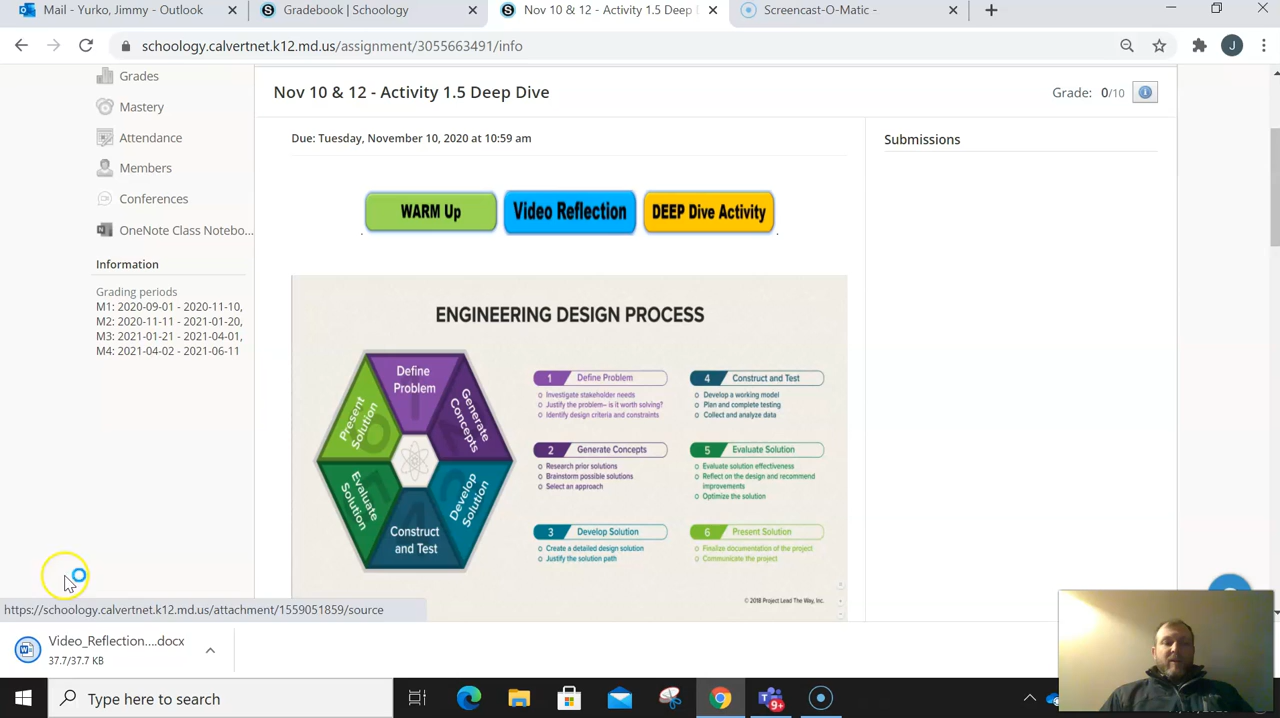 Mail - Yurko, Jimmy - Outlook
Gradebook | Schoology
Nov 10 & 12 - Activity 1.5 Deep
Screencast-O-Matic -
schoology.calvertnet.k12.md.us/assignment/3055663491/info
J
Grades
Mastery
Attendance
Members
Conferences
OneNote Class Notebo...
Information
Grading periods
M1: 2020-09-01 - 2020-11-10,
M2: 2020-11-11 - 2021-01-20,
M3: 2021-01-21 - 2021-04-01,
M4: 2021-04-02 - 2021-06-11
Nov 10 & 12 - Activity 1.5 Deep Dive
Grade: 0/10
Due: Tuesday, November 10, 2020 at 10:59 am
Submissions
WARM Up
Video Reflection
DEEP Dive Activity
ENGINEERING DESIGN PROCESS
Define Problem
Generate Concepts
Develop Solution
Construct and Test
Evaluate Solution
Present Solution
1 Define Problem
Investigate stakeholder needs
Justify the problem– is it worth solving?
Identify design criteria and constraints
2 Generate Concepts
Research prior solutions
Brainstorm possible solutions
Select an approach
3 Develop Solution
Create a detailed design solution
Justify the solution path
4 Construct and Test
Develop a working model
Plan and complete testing
Collect and analyze data
5 Evaluate Solution
Evaluate solution effectiveness
Reflect on the design and recommend
improvements
Optimize the solution
6 Present Solution
Finalize documentation of the project
Communicate the project
© 2018 Project Lead The Way, Inc.
https://schoology.calvertnet.k12.md.us/attachment/1559051859/source
Video_Reflection....docx
37.7/37.7 KB
Type here to search
9+